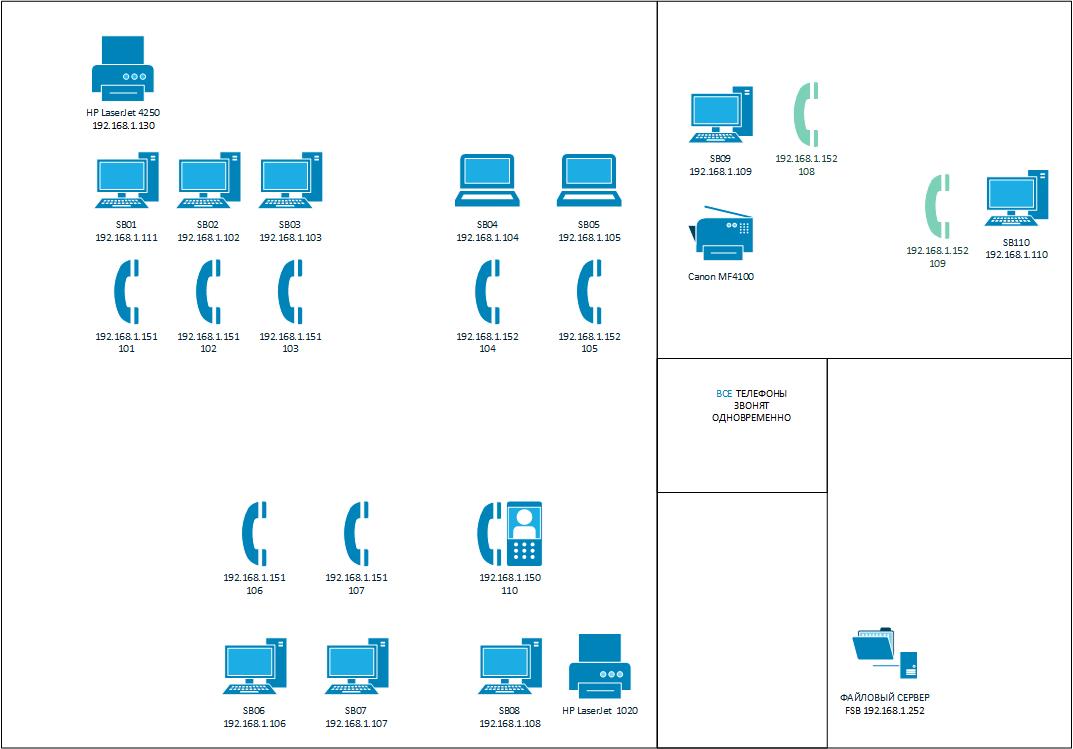 HP LaserJet 4250
192.168.1.130
SB01
192.168.1.111
SB02
192.168.1.102
SB03
192.168.1.103
SB04
192.168.1.104
SB05
192.168.1.105
192.168.1.151
101
192.168.1.151
102
192.168.1.151
103
192.168.1.152
104
192.168.1.152
105
SB09
192.168.1.109
192.168.1.152
108
Canon MF4100
192.168.1.152
109
SB110
192.168.1.110
ВСЕ ТЕЛЕФОНЫ
ЗВОНЯТ
ОДНОВРЕМЕННО
192.168.1.151
106
192.168.1.151
107
192.168.1.150
110
SB06
192.168.1.106
SB07
192.168.1.107
SB08
192.168.1.108
HP LaserJet 1020
ФАЙЛОВЫЙ СЕРВЕР
FSB 192.168.1.252